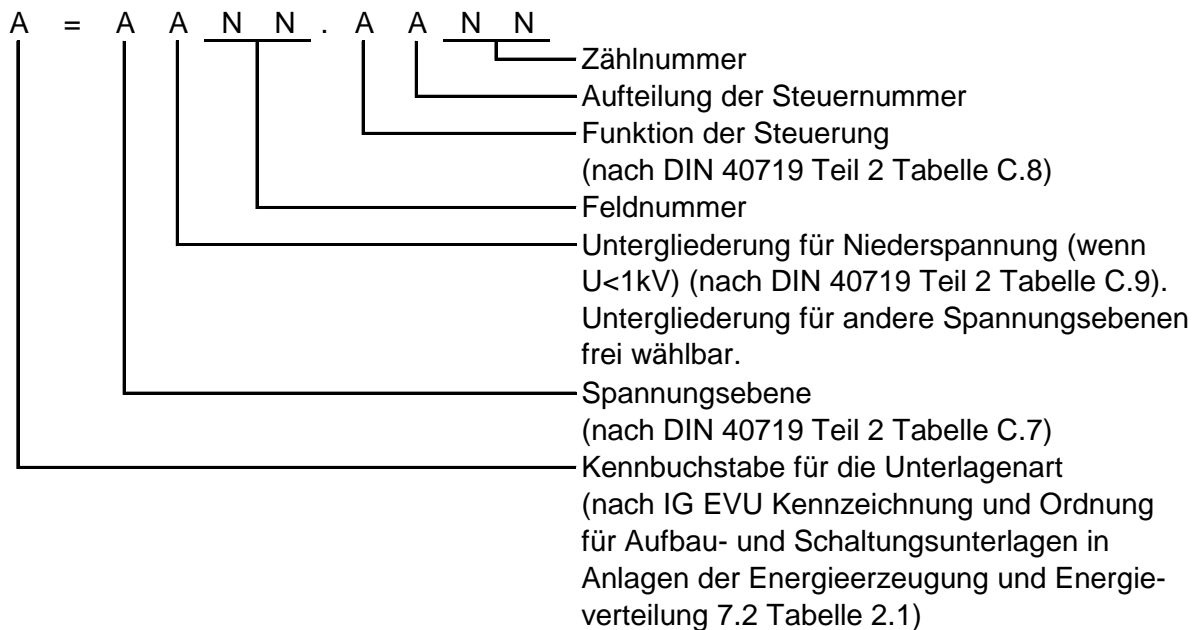 A = A A N N . A A N N
Zählnummer
Aufteilung der Steuernummer
Funktion der Steuerung
(nach DIN 40719 Teil 2 Tabelle C.8)
Feldnummer
Untergliederung für Niederspannung (wenn
U<1kV) (nach DIN 40719 Teil 2 Tabelle C.9).
Untergliederung für andere Spannungsebenen
frei wählbar.
Spannungsebene
(nach DIN 40719 Teil 2 Tabelle C.7)
Kennbuchstabe für die Unterlagenart
(nach IG EVU Kennzeichnung und Ordnung
für Aufbau- und Schaltungsunterlagen in
Anlagen der Energieerzeugung und Energie-
verteilung 7.2 Tabelle 2.1)